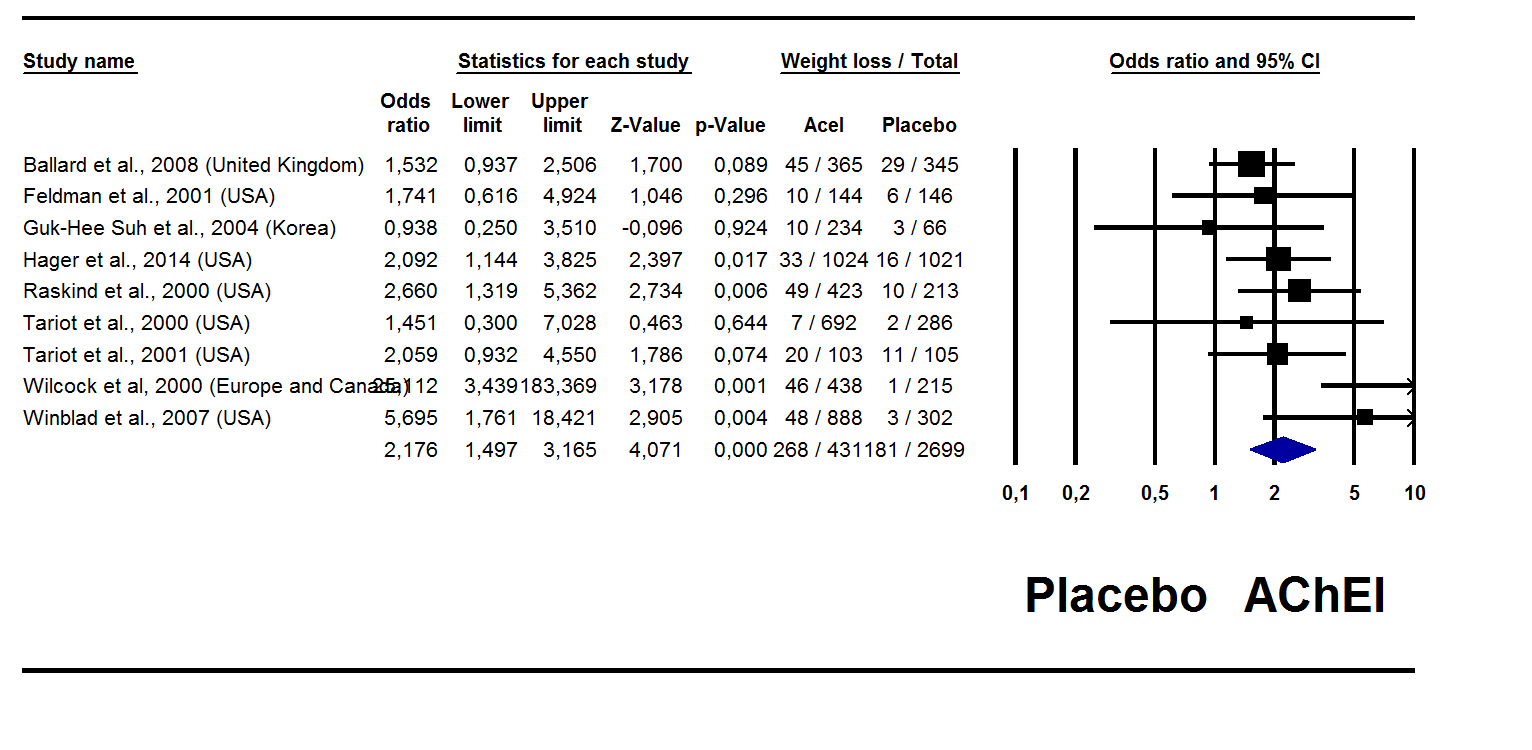 Study name Statistics for each study Weight loss / Total Odds ratio and 95% CI
Odds Lower Upper
ratio limit limit Z-Value p-Value Acel Placebo
Ballard et al., 2008 (United Kingdom) 1,532 0,937 2,506 1,700 0,089 45 / 365 29 / 345
Feldman et al., 2001 (USA) 1,741 0,616 4,924 1,046 0,296 10 / 144 6 / 146
Guk-Hee Suh et al., 2004 (Korea) 0,938 0,250 3,510 -0,096 0,924 10 / 234 3 / 66
Hager et al., 2014 (USA) 2,092 1,144 3,825 2,397 0,017 33 / 1024 16 / 1021
Raskind et al., 2000 (USA) 2,660 1,319 5,362 2,734 0,006 49 / 423 10 / 213
Tariot et al., 2000 (USA) 1,451 0,300 7,028 0,463 0,644 7 / 692 2 / 286
Tariot et al., 2001 (USA) 2,059 0,932 4,550 1,786 0,074 20 / 103 11 / 105
Wilcock et al, 2000 (Europe and Canada) 25,112 3,439 183,369 3,178 0,001 46 / 438 1 / 215
Winblad et al., 2007 (USA) 5,695 1,761 18,421 2,905 0,004 48 / 888 3 / 302
2,176 1,497 3,165 4,071 0,000 268 / 4311 81 / 2699
0,1 0,2 0,5 1 2 5 10
Placebo AChEI